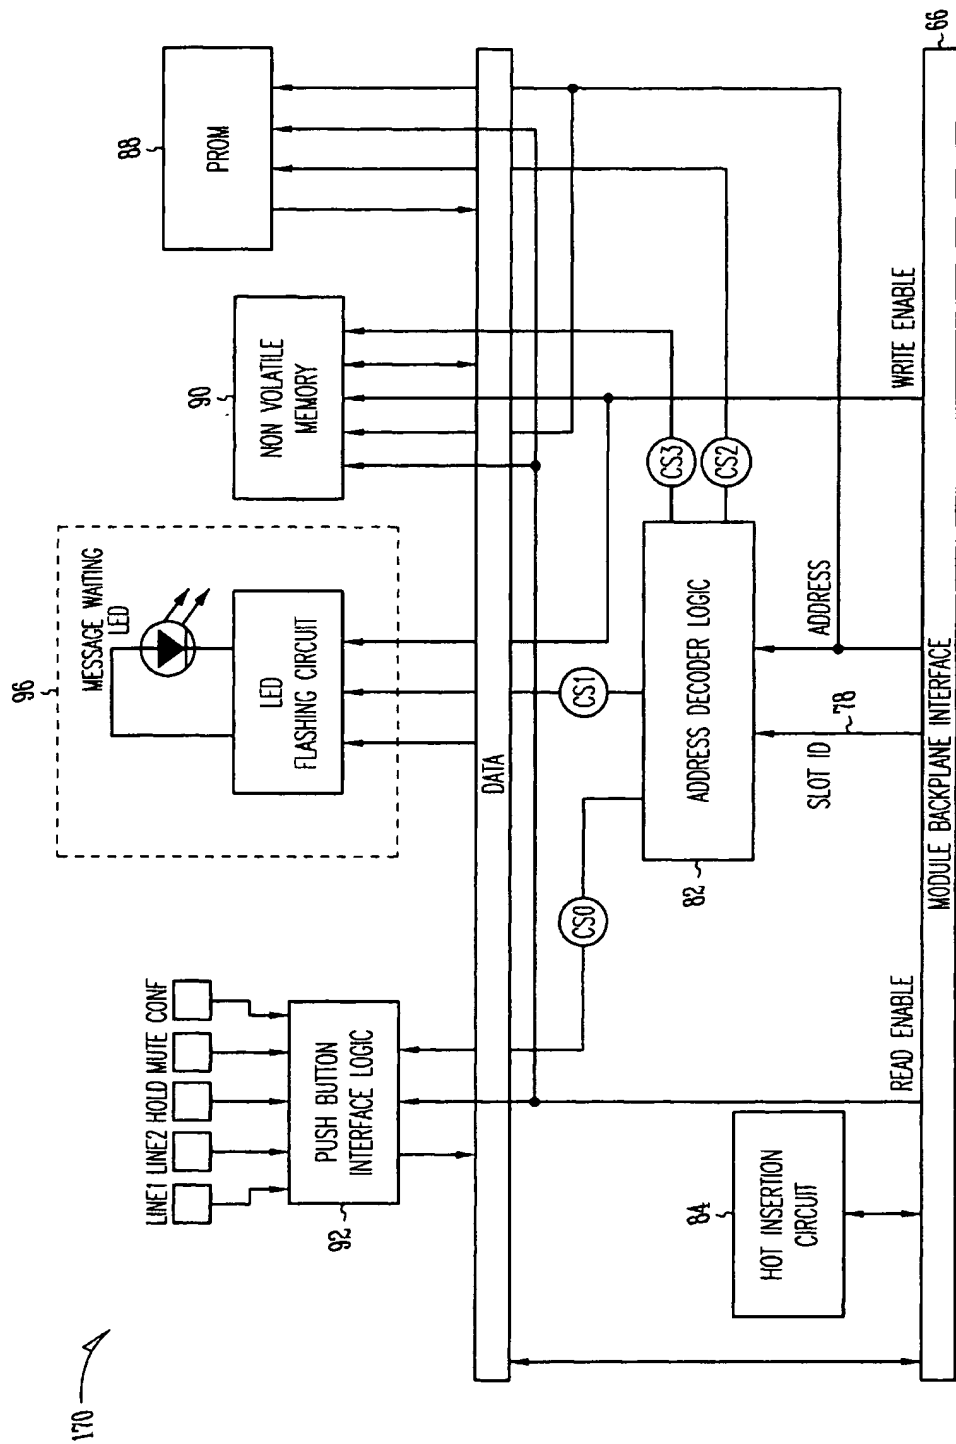 170
LINE1
LINE2
HOLD
MUTE
CONF
PUSH BUTTON
INTERFACE LOGIC
92
96
MESSAGE WAITING
LED
LED
FLASHING CIRCUIT
90
NON VOLATILE
MEMORY
88
PROM
DATA
CS0
CS1
CS3
CS2
82
ADDRESS DECODER LOGIC
84
HOT INSERTION
CIRCUIT
READ ENABLE
SLOT ID
78
ADDRESS
WRITE ENABLE
MODULE BACKPLANE INTERFACE
66